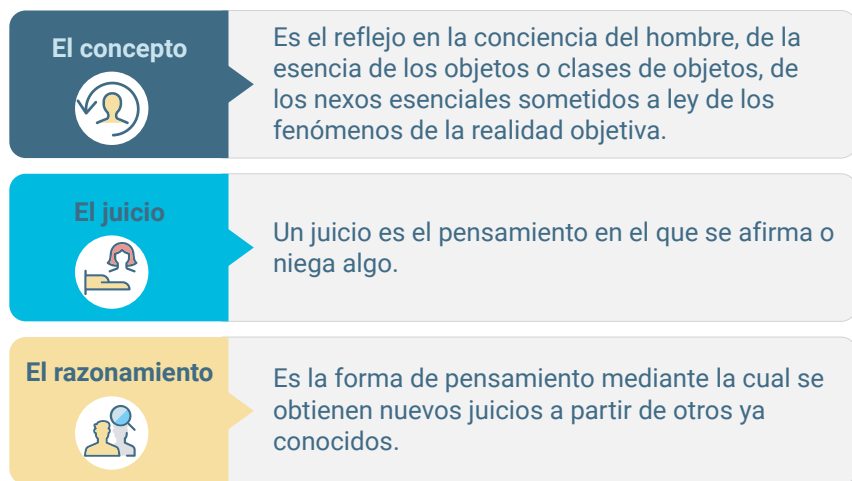 El concepto
Es el reflejo en la conciencia del hombre, de la
esencia de los objetos o clases de objetos, de
los nexos esenciales sometidos a ley de los
fenómenos de la realidad objetiva.
El juicio
Un juicio es el pensamiento en el que se afirma o
niega algo.
El razonamiento
Es la forma de pensamiento mediante la cual se
obtienen nuevos juicios a partir de otros ya
conocidos.